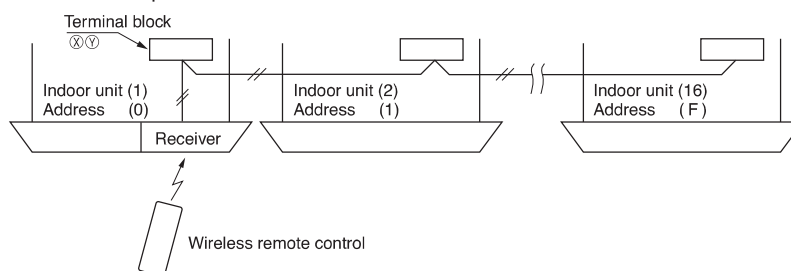 Terminal block
ⓍⓎ
Indoor unit (1)
Address (0)
Indoor unit (2)
Address (1)
Indoor unit (16)
Address (F)
Receiver
Wireless remote control